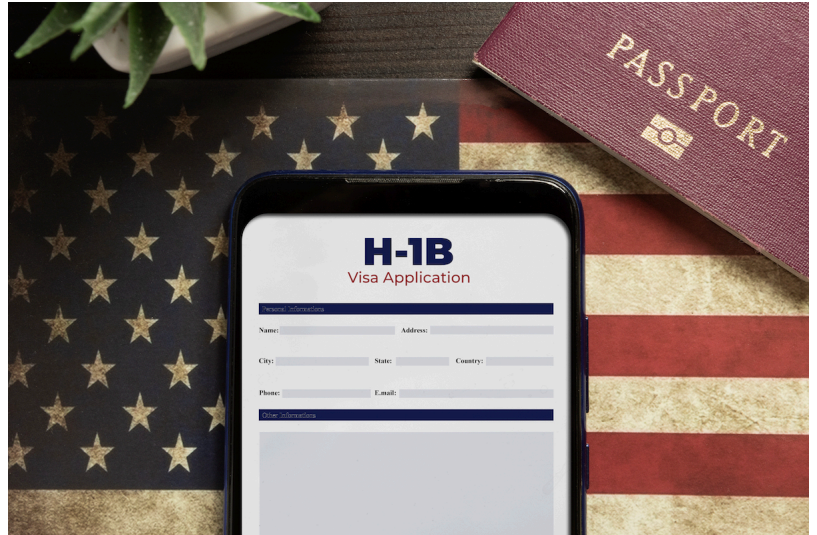 PASSPORT
H-1B
Visa Application
Personal Informations
Name: Address:
City: State: Country:
Phone: E.mail:
Other Informations